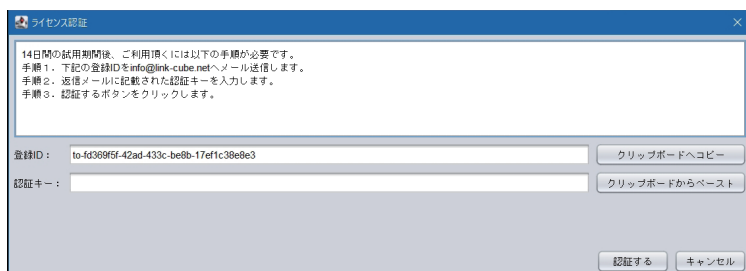 ライセンス認証
14日間の試用期間後、ご利用頂くには以下の手順が必要です。
手順１．下記の登録IDをinfo@link-cube.netへメール送信します。
手順２．返信メールに記載された認証キーを入力します。
手順３．認証するボタンをクリックします。
登録ID： to-fd369f5f-42ad-433c-be8b-17ef1c38e8e3 クリップボードへコピー
認証キー： クリップボードからペースト
認証する キャンセル